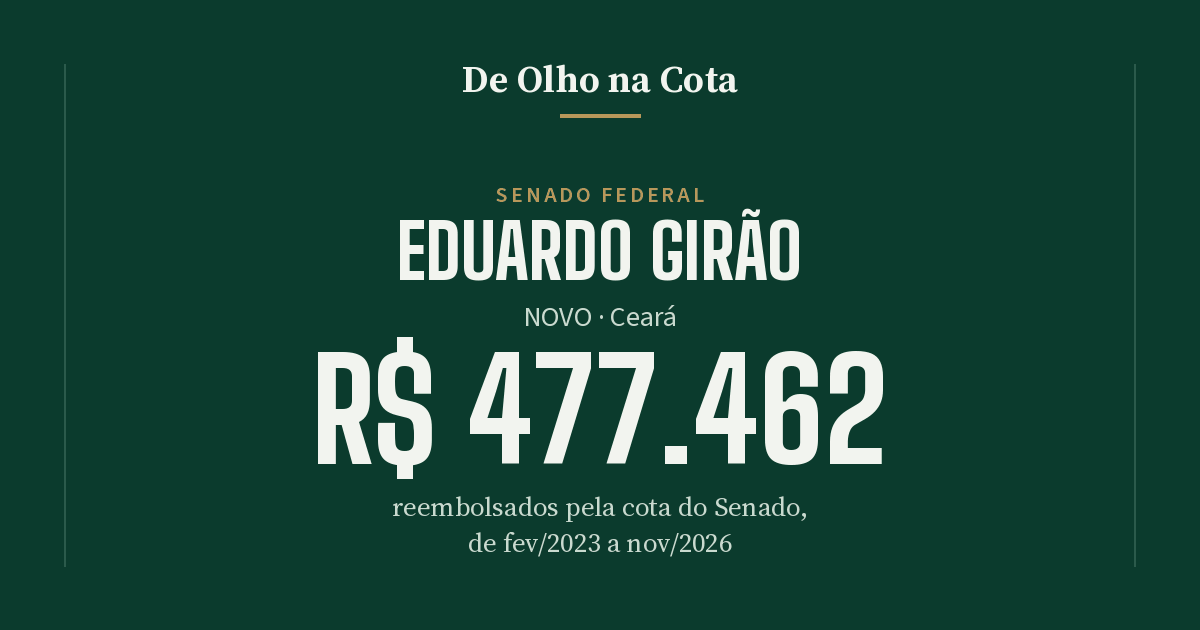 De Olho na Cota
SENADO FEDERAL
EDUARDO GIRÃO
NOVO · Ceará
R$ 477.462
reembolsados pela cota do Senado,
de fev/2023 a nov/2026